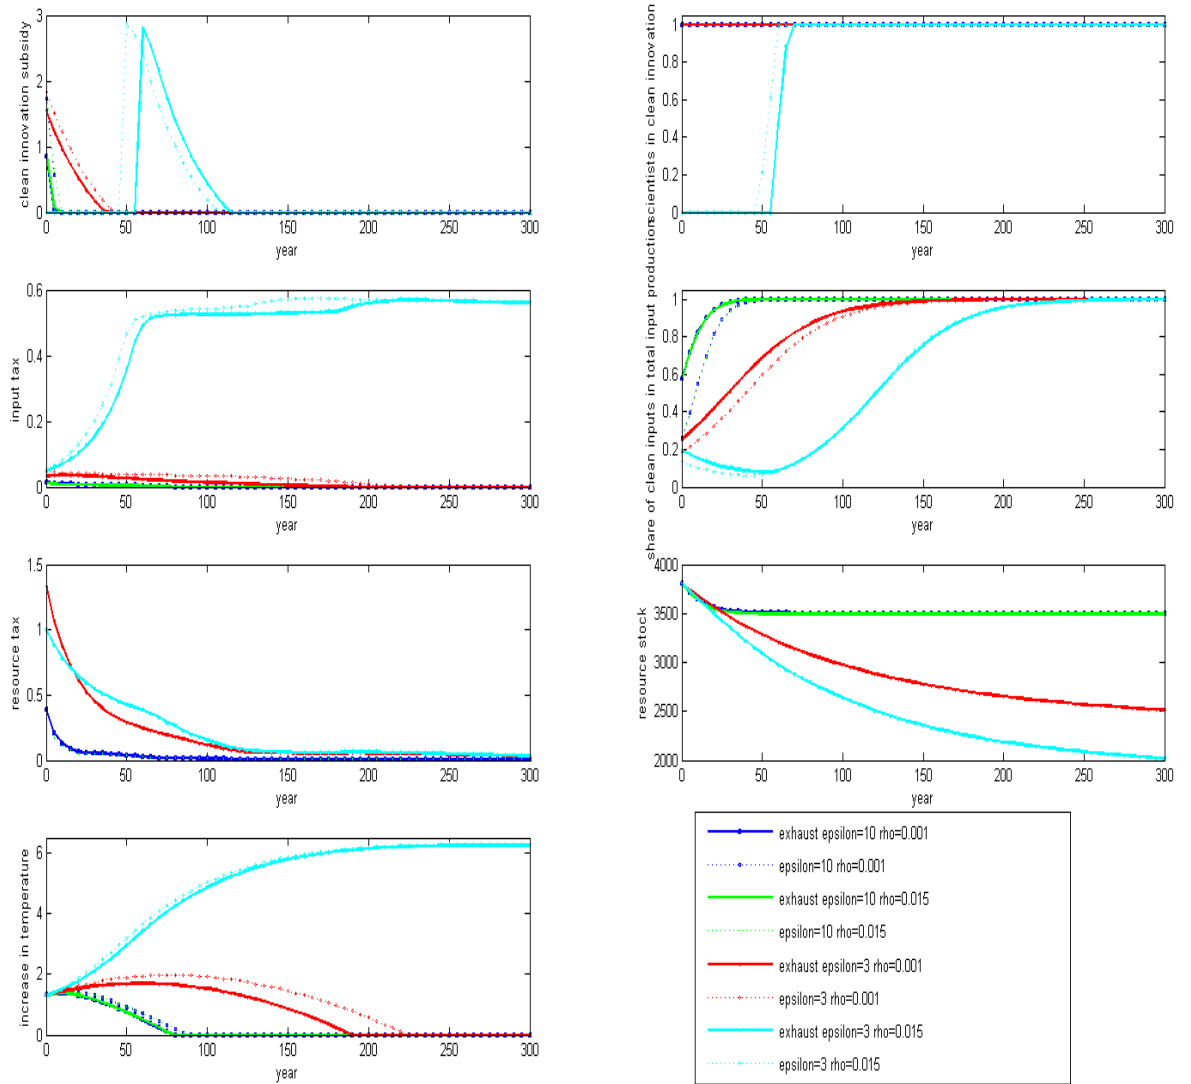 clean innovation subsidy
3
2
1
0
0 50 100 150 200 250 300
year
scientists in clean innovation
1
0.8
0.6
0.4
0.2
0
0 50 100 150 200 250 300
year
input tax
0.6
0.4
0.2
0
0 50 100 150 200 250 300
year
share of clean inputs in total input production
1
0.8
0.6
0.4
0.2
0
0 50 100 150 200 250 300
year
resource tax
1.5
1
0.5
0
0 50 100 150 200 250 300
year
resource stock
4000
3500
3000
2500
2000
0 50 100 150 200 250 300
year
increase in temperature
6
4
2
0
0 50 100 150 200 250 300
year
exhaust epsilon=10 rho=0.001
epsilon=10 rho=0.001
exhaust epsilon=10 rho=0.015
epsilon=10 rho=0.015
exhaust epsilon=3 rho=0.001
epsilon=3 rho=0.001
exhaust epsilon=3 rho=0.015
epsilon=3 rho=0.015